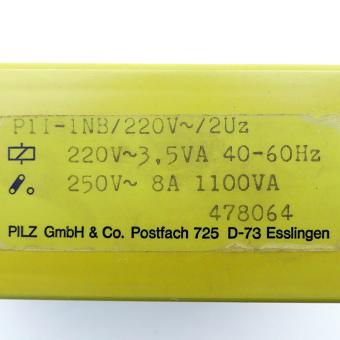 P1I-1NB/220V~/2Uz
220V~3,5VA 40-60Hz
250V~ 8A 1100VA
478064
PILZ GmbH & Co. Postfach 725 D-73 Esslingen